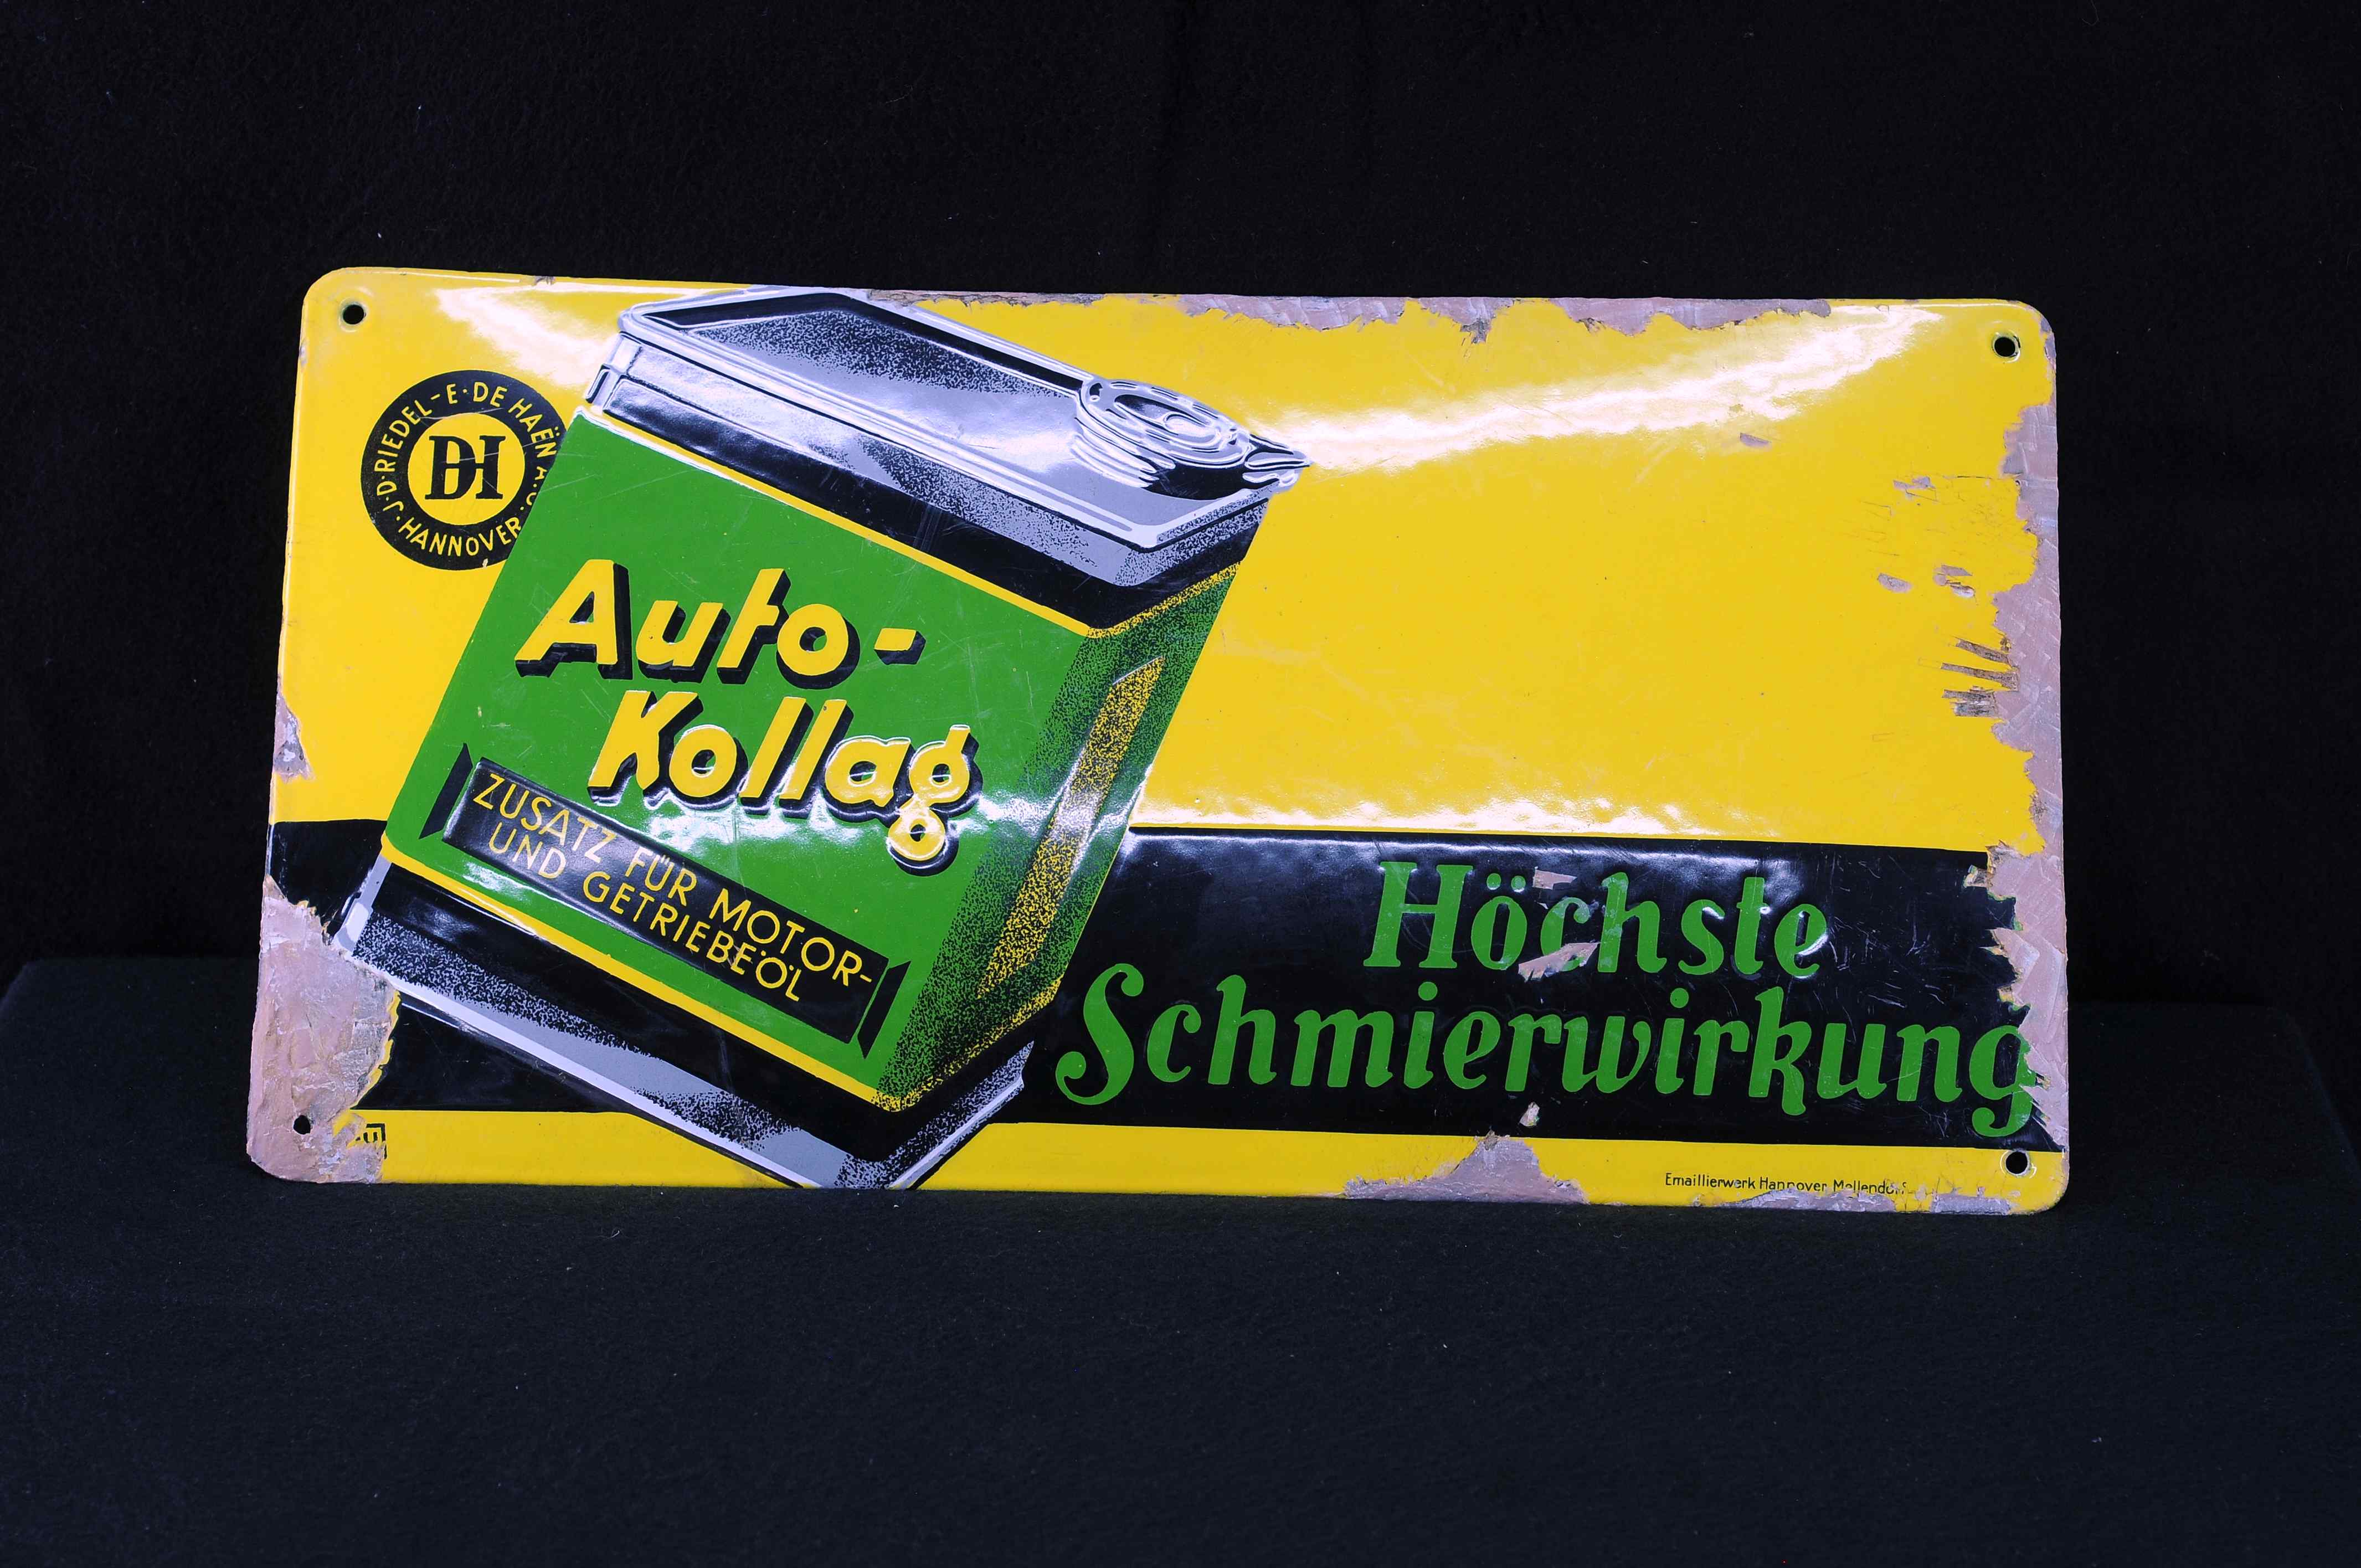 J·D·RIEDEL-E·DE HAËN A·G·
HANNOVER
DH
Auto-
Kollag
ZUSATZ FÜR MOTOR-
UND GETRIEBEÖL
Höchste
Schmierwirkung
Emaillierwerk Hannover Mellendorf